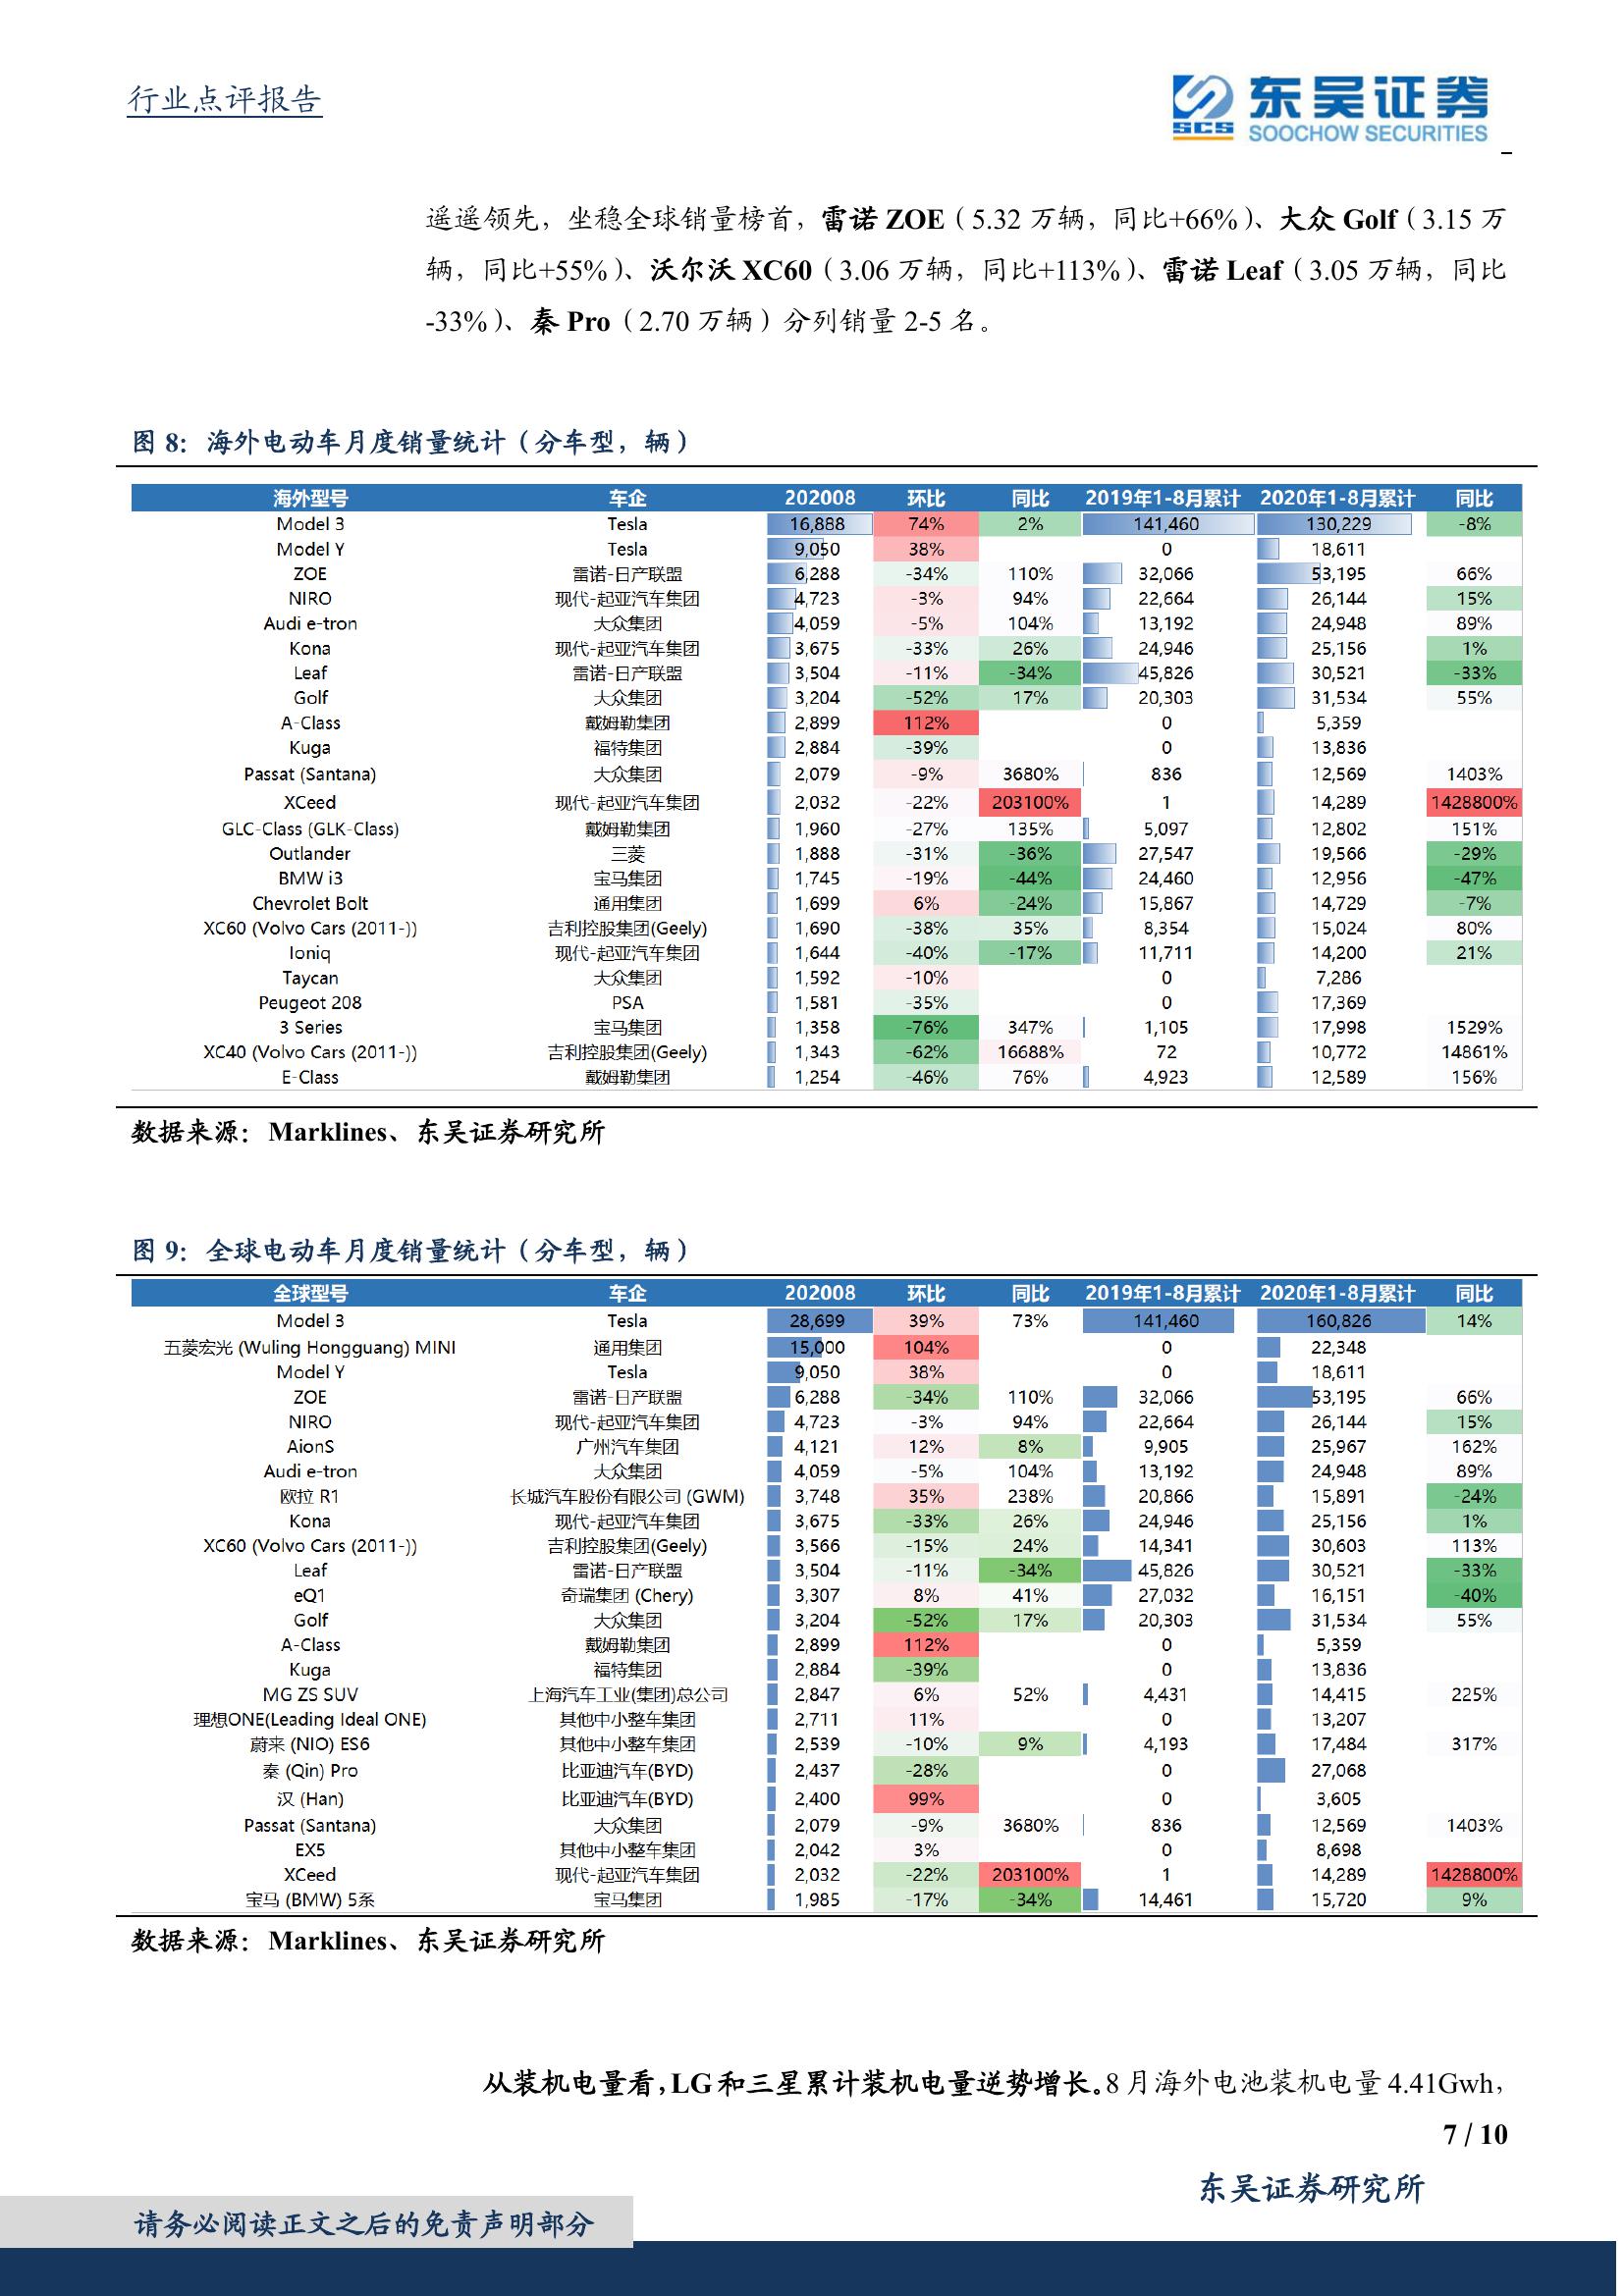 行业点评报告
SCS 东吴证券
SOOCHOW SECURITIES
遥遥领先，坐稳全球销量榜首，雷诺 ZOE（5.32 万辆，同比+66%）、大众 Golf（3.15 万
辆，同比+55%）、沃尔沃 XC60（3.06 万辆，同比+113%）、雷诺 Leaf（3.05 万辆，同比
-33%）、秦 Pro（2.70 万辆）分列销量 2-5 名。
图 8：海外电动车月度销量统计（分车型，辆）
海外型号 车企 202008 环比 同比 2019年1-8月累计 2020年1-8月累计 同比
Model 3 Tesla 16,888 74% 2% 141,460 130,229 -8%
Model Y Tesla 9,050 38% 0 18,611
ZOE 雷诺-日产联盟 6,288 -34% 110% 32,066 53,195 66%
NIRO 现代-起亚汽车集团 4,723 -3% 94% 22,664 26,144 15%
Audi e-tron 大众集团 4,059 -5% 104% 13,192 24,948 89%
Kona 现代-起亚汽车集团 3,675 -33% 26% 24,946 25,156 1%
Leaf 雷诺-日产联盟 3,504 -11% -34% 45,826 30,521 -33%
Golf 大众集团 3,204 -52% 17% 20,303 31,534 55%
A-Class 戴姆勒集团 2,899 112% 0 5,359
Kuga 福特集团 2,884 -39% 0 13,836
Passat (Santana) 大众集团 2,079 -9% 3680% 836 12,569 1403%
XCeed 现代-起亚汽车集团 2,032 -22% 203100% 1 14,289 1428800%
GLC-Class (GLK-Class) 戴姆勒集团 1,960 -27% 135% 5,097 12,802 151%
Outlander 三菱 1,888 -31% -36% 27,547 19,566 -29%
BMW i3 宝马集团 1,745 -19% -44% 24,460 12,956 -47%
Chevrolet Bolt 通用集团 1,699 6% -24% 15,867 14,729 -7%
XC60 (Volvo Cars (2011-)) 吉利控股集团(Geely) 1,690 -38% 35% 8,354 15,024 80%
Ioniq 现代-起亚汽车集团 1,644 -40% -17% 11,711 14,200 21%
Taycan 大众集团 1,592 -10% 0 7,286
Peugeot 208 PSA 1,581 -35% 0 17,369
3 Series 宝马集团 1,358 -76% 347% 1,105 17,998 1529%
XC40 (Volvo Cars (2011-)) 吉利控股集团(Geely) 1,343 -62% 16688% 72 10,772 14861%
E-Class 戴姆勒集团 1,254 -46% 76% 4,923 12,589 156%
数据来源：Marklines、东吴证券研究所
图 9：全球电动车月度销量统计（分车型，辆）
全球型号 车企 202008 环比 同比 2019年1-8月累计 2020年1-8月累计 同比
Model 3 Tesla 28,699 39% 73% 141,460 160,826 14%
五菱宏光 (Wuling Hongguang) MINI 通用集团 15,000 104% 0 22,348
Model Y Tesla 9,050 38% 0 18,611
ZOE 雷诺-日产联盟 6,288 -34% 110% 32,066 53,195 66%
NIRO 现代-起亚汽车集团 4,723 -3% 94% 22,664 26,144 15%
AionS 广州汽车集团 4,121 12% 8% 9,905 25,967 162%
Audi e-tron 大众集团 4,059 -5% 104% 13,192 24,948 89%
欧拉 R1 长城汽车股份有限公司 (GWM) 3,748 35% 238% 20,866 15,891 -24%
Kona 现代-起亚汽车集团 3,675 -33% 26% 24,946 25,156 1%
XC60 (Volvo Cars (2011-)) 吉利控股集团(Geely) 3,566 -15% 24% 14,341 30,603 113%
Leaf 雷诺-日产联盟 3,504 -11% -34% 45,826 30,521 -33%
eQ1 奇瑞集团 (Chery) 3,307 8% 41% 27,032 16,151 -40%
Golf 大众集团 3,204 -52% 17% 20,303 31,534 55%
A-Class 戴姆勒集团 2,899 112% 0 5,359
Kuga 福特集团 2,884 -39% 0 13,836
MG ZS SUV 上海汽车工业(集团)总公司 2,847 6% 52% 4,431 14,415 225%
理想ONE(Leading Ideal ONE) 其他中小整车集团 2,711 11% 0 13,207
蔚来 (NIO) ES6 其他中小整车集团 2,539 -10% 9% 4,193 17,484 317%
秦 (Qin) Pro 比亚迪汽车(BYD) 2,437 -28% 0 27,068
汉 (Han) 比亚迪汽车(BYD) 2,400 99% 0 3,605
Passat (Santana) 大众集团 2,079 -9% 3680% 836 12,569 1403%
EX5 其他中小整车集团 2,042 3% 0 8,698
XCeed 现代-起亚汽车集团 2,032 -22% 203100% 1 14,289 1428800%
宝马 (BMW) 5系 宝马集团 1,985 -17% -34% 14,461 15,720 9%
数据来源：Marklines、东吴证券研究所
从装机电量看，LG 和三星累计装机电量逆势增长。8 月海外电池装机电量 4.41Gwh，
7 / 10
东吴证券研究所
请务必阅读正文之后的免责声明部分